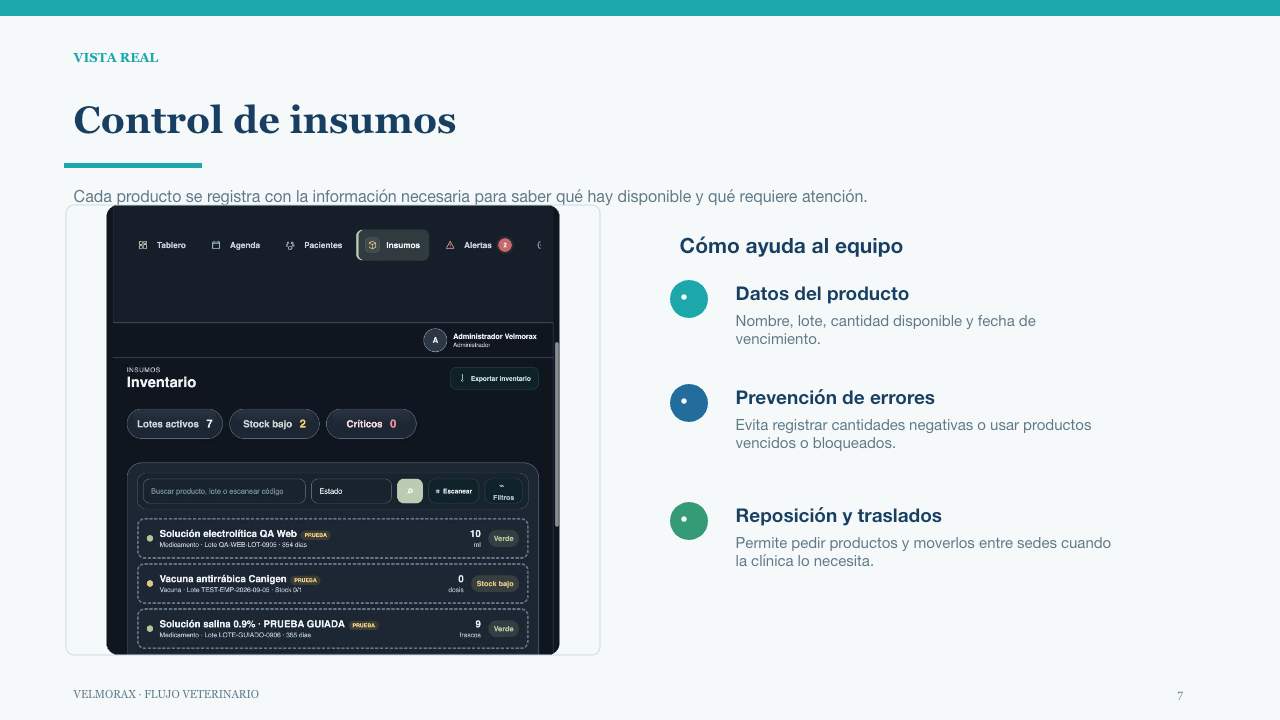 VISTA REAL
Control de insumos
Cada producto se registra con la información necesaria para saber qué hay disponible y qué requiere atención.
Tablero Agenda Pacientes Insumos Alertas 2
A Administrador Velmorax
Administrador
INSUMOS
Inventario
Exportar inventario
Lotes activos 7 Stock bajo 2 Críticos 0
Buscar producto, lote o escanear código Estado Escanear Filtros
Solución electrolítica QA Web PRUEBA 10 Verde
Medicamento · Lote QA-WEB-LOT-0905 · 354 días ml
Vacuna antirrábica Canigen PRUEBA 0 Stock bajo
Vacuna · Lote TEST-EMP-2026-09-05 · Stock 0/1 dosis
Solución salina 0.9% · PRUEBA GUIADA PRUEBA 9 Verde
Medicamento · Lote LOTE-GUIADO-0906 · 355 días frascos
Cómo ayuda al equipo
Datos del producto
Nombre, lote, cantidad disponible y fecha de
vencimiento.
Prevención de errores
Evita registrar cantidades negativas o usar productos
vencidos o bloqueados.
Reposición y traslados
Permite pedir productos y moverlos entre sedes cuando
la clínica lo necesita.
VELMORAX · FLUJO VETERINARIO
7